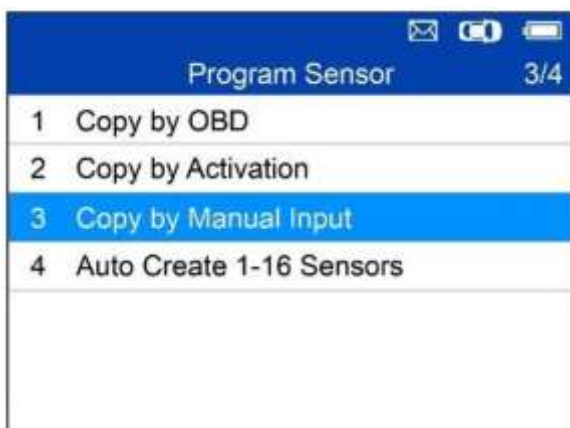 Program Sensor 3/4
1 Copy by OBD
2 Copy by Activation
3 Copy by Manual Input
4 Auto Create 1-16 Sensors